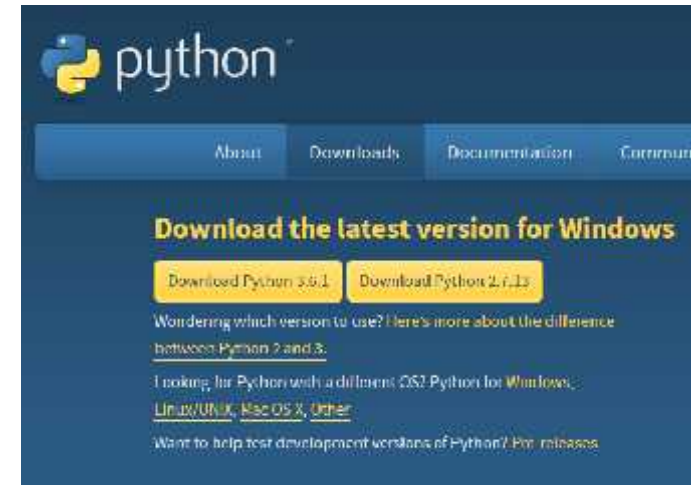 python
About Downloads Documentation Commun
Download the latest version for Windows
Download Python 3.6.1 Download Python 2.7.13
Wondering which version to use? Here's more about the difference
between Python 2 and 3.
Looking for Python with a different OS? Python for Windows,
Linux/UNIX, Mac OS X, Other
Want to help test development versions of Python? Pre-releases